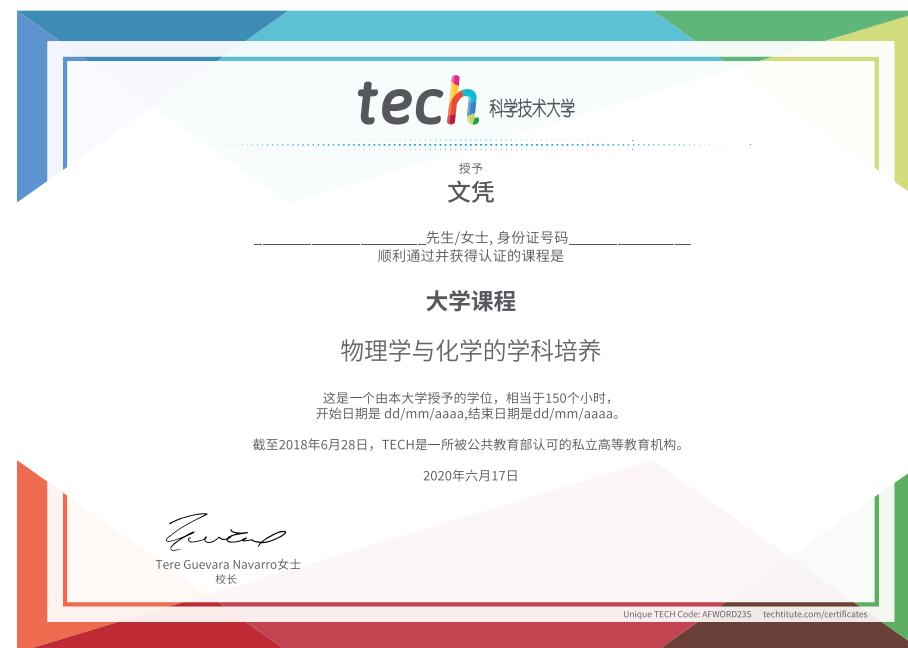 tech 科学技术大学
授予
文凭
______________________先生/女士, 身份证号码_______________
顺利通过并获得认证的课程是
大学课程
物理学与化学的学科培养
这是一个由本大学授予的学位，相当于150个小时，
开始日期是 dd/mm/aaaa,结束日期是dd/mm/aaaa。
截至2018年6月28日，TECH是一所被公共教育部认可的私立高等教育机构。
2020年六月17日
Tere Guevara Navarro女士
校长
Unique TECH Code: AFWORD23S techtitute.com/certificates